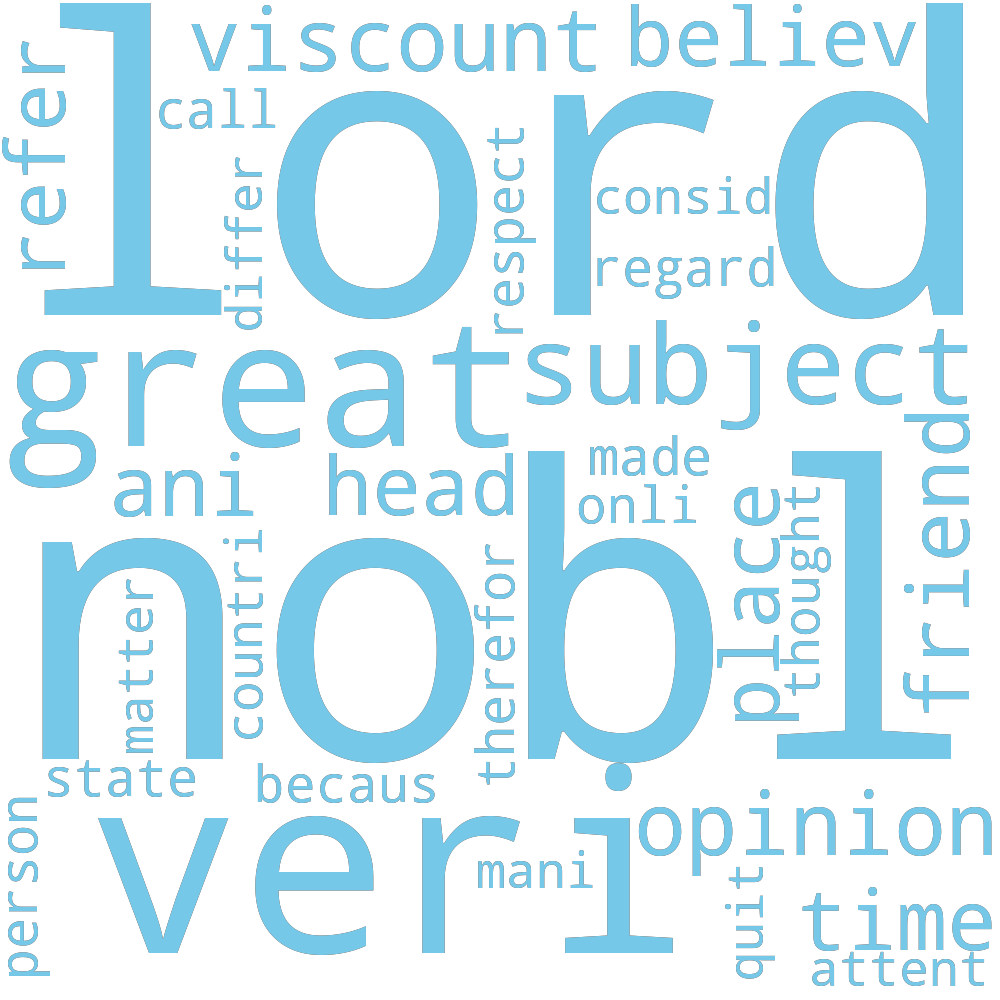 viscount
believ
lord
refer
call
differ
respect
consid
regard
great
subject
ani
head
made
onli
friend
nobl
place
thought
matter
countri
therefor
state
becaus
veri
opinion
person
mani
quit
time
attent